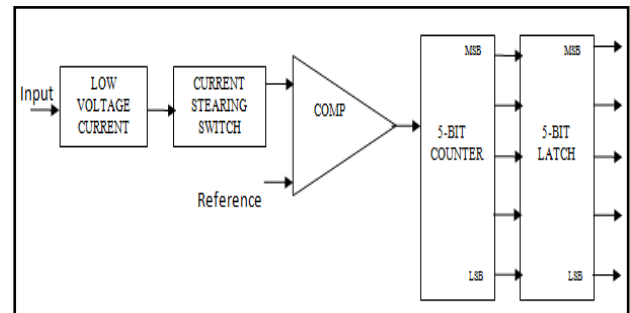 Input
LOW
VOLTAGE
CURRENT
CURRENT
STEARING
SWITCH
COMP
Reference
MSB
5-BIT
COUNTER
LSB
MSB
5-BIT
LATCH
LSB